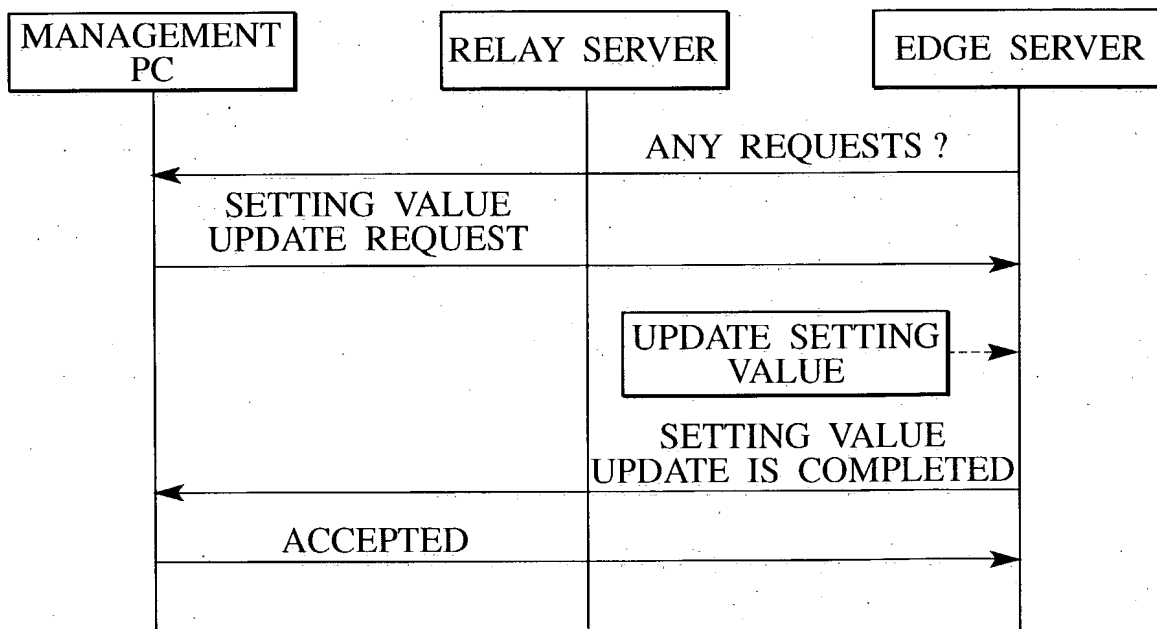 MANAGEMENT
PC
RELAY SERVER
EDGE SERVER
ANY REQUESTS ?
SETTING VALUE
UPDATE REQUEST
UPDATE SETTING
VALUE
SETTING VALUE
UPDATE IS COMPLETED
ACCEPTED